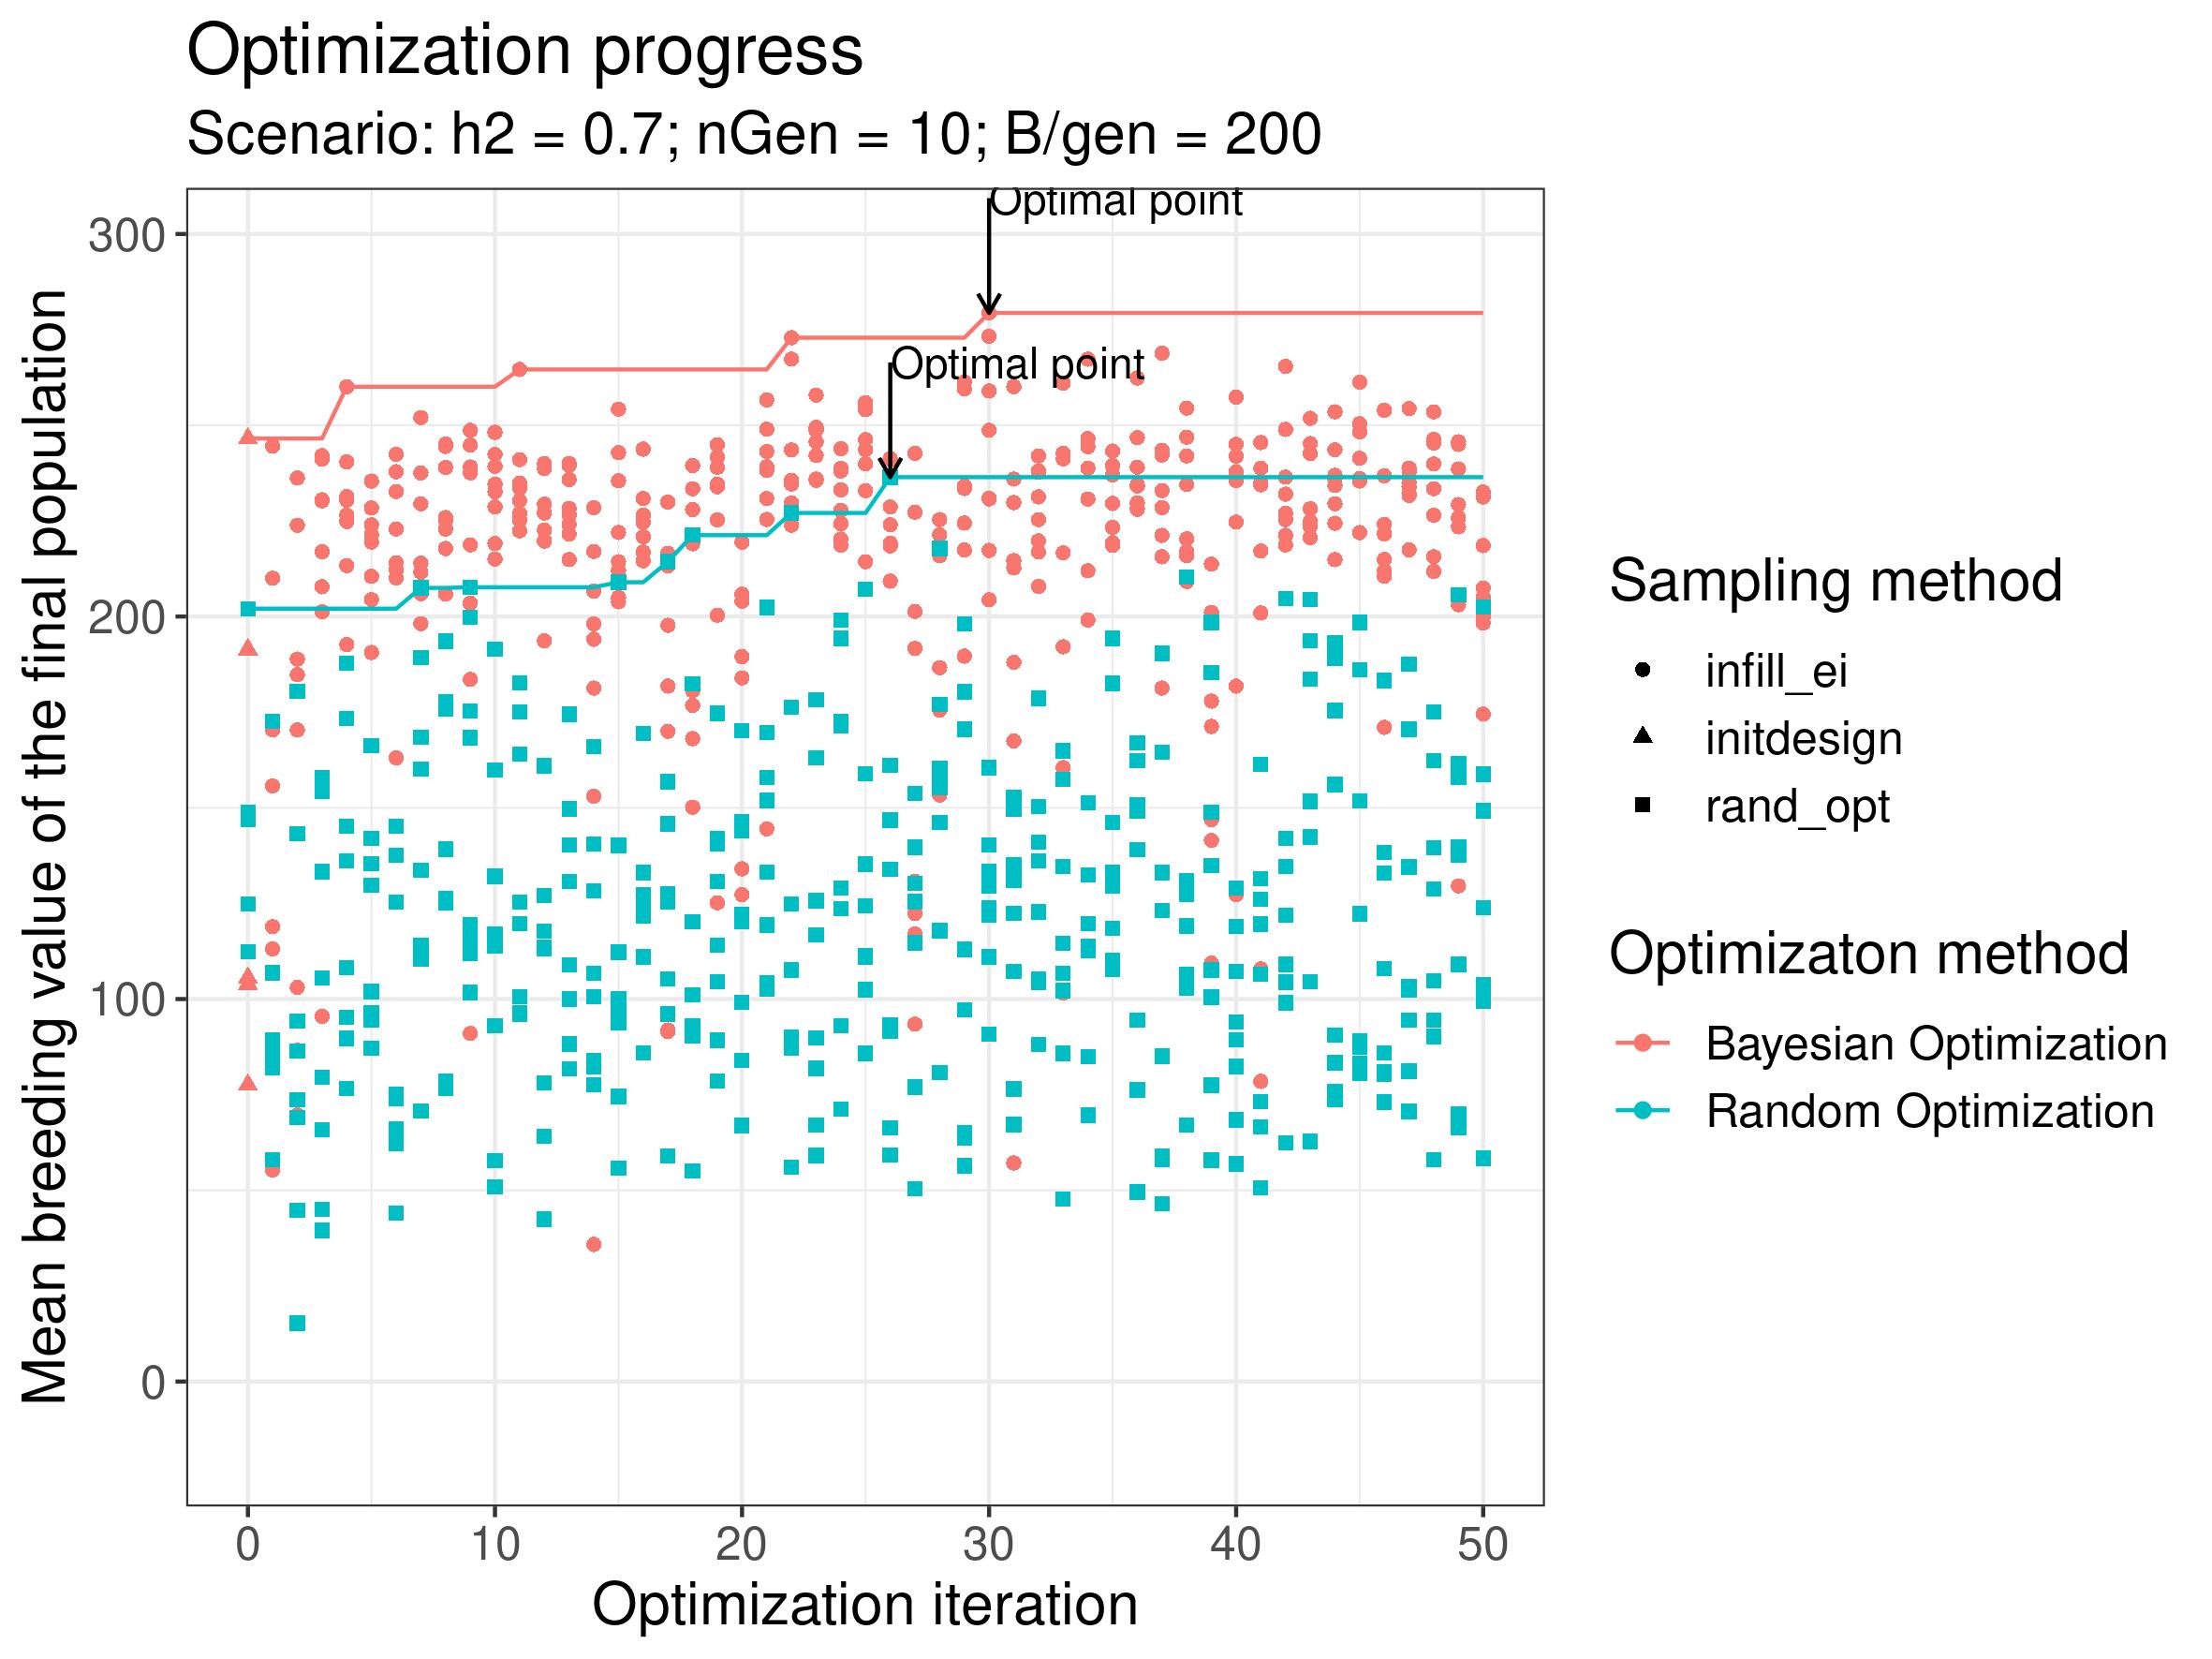 Optimization progress
Scenario: h2 = 0.7; nGen = 10; B/gen = 200
Mean breeding value of the final population
300
200
100
0
Optimal point
Optimal point
0 10 20 30 40 50
Optimization iteration
Sampling method
infill_ei
initdesign
rand_opt
Optimizaton method
Bayesian Optimization
Random Optimization